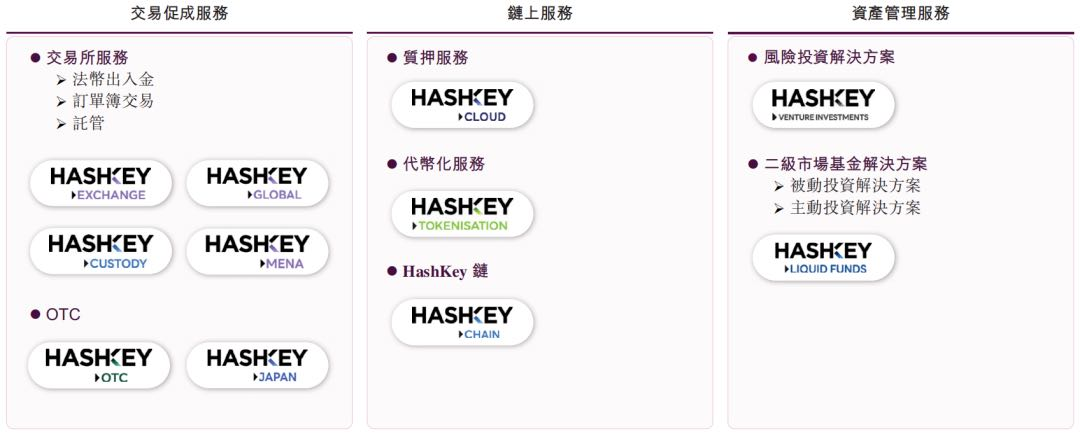 交易促成服務
交易所服務
法幣出入金
訂單簿交易
託管
HASHKEY
EXCHANGE
HASHKEY
GLOBAL
HASHKEY
CUSTODY
HASHKEY
MENA
OTC
HASHKEY
OTC
HASHKEY
JAPAN
鏈上服務
質押服務
HASHKEY
CLOUD
代幣化服務
HASHKEY
TOKENISATION
HashKey 鏈
HASHKEY
CHAIN
資產管理服務
風險投資解決方案
HASHKEY
VENTURE INVESTMENTS
二級市場基金解決方案
被動投資解決方案
主動投資解決方案
HASHKEY
LIQUID FUNDS